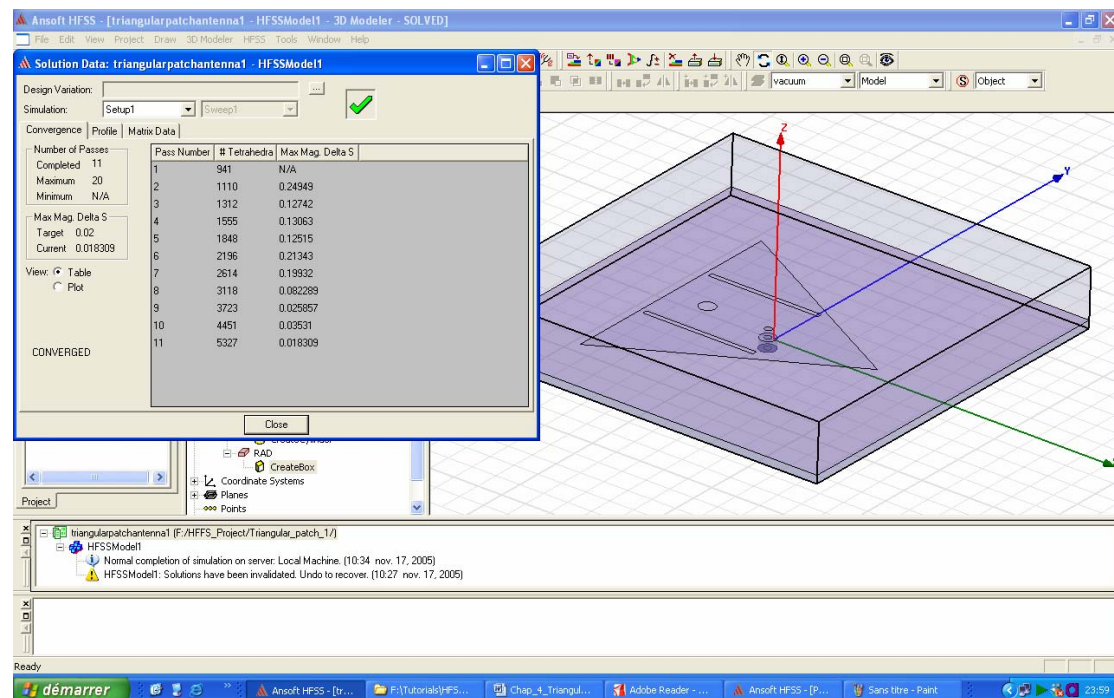 Ansoft HFSS - [triangularpatchantenna1 - HFSSModel1 - 3D Modeler - SOLVED]
File Edit View Project Draw 3D Modeler HFSS Tools Window Help
Solution Data: triangularpatchantenna1 - HFSSModel1
vacuum Model Object
Design Variation: ...
Simulation: Setup1 Sweep1
Convergence Profile Matrix Data
Number of Passes
Completed 11
Maximum 20
Minimum N/A
Max Mag. Delta S
Target 0.02
Current 0.018309
View: Table
Plot
CONVERGED
Pass Number # Tetrahedra Max Mag. Delta S
1 941 N/A
2 1110 0.24949
3 1312 0.12742
4 1555 0.13063
5 1848 0.12515
6 2196 0.21343
7 2614 0.19932
8 3118 0.082289
9 3723 0.025857
10 4451 0.03531
11 5327 0.018309
Close
Z
Y
RAD
CreateBox
Coordinate Systems
Planes
Points
Project
triangularpatchantenna1 (F:/HFFS_Project/Triangular_patch_1/)
HFSSModel1
Normal completion of simulation on server: Local Machine. (10:34 nov. 17, 2005)
HFSSModel1: Solutions have been invalidated. Undo to recover. (10:27 nov. 17, 2005)
Ready
démarrer Ansoft HFSS - [tr... F:\Tutorials\HFS... Chap_4_Triangul... Adobe Reader - ... Ansoft HFSS - [P... Sans titre - Paint 23:59